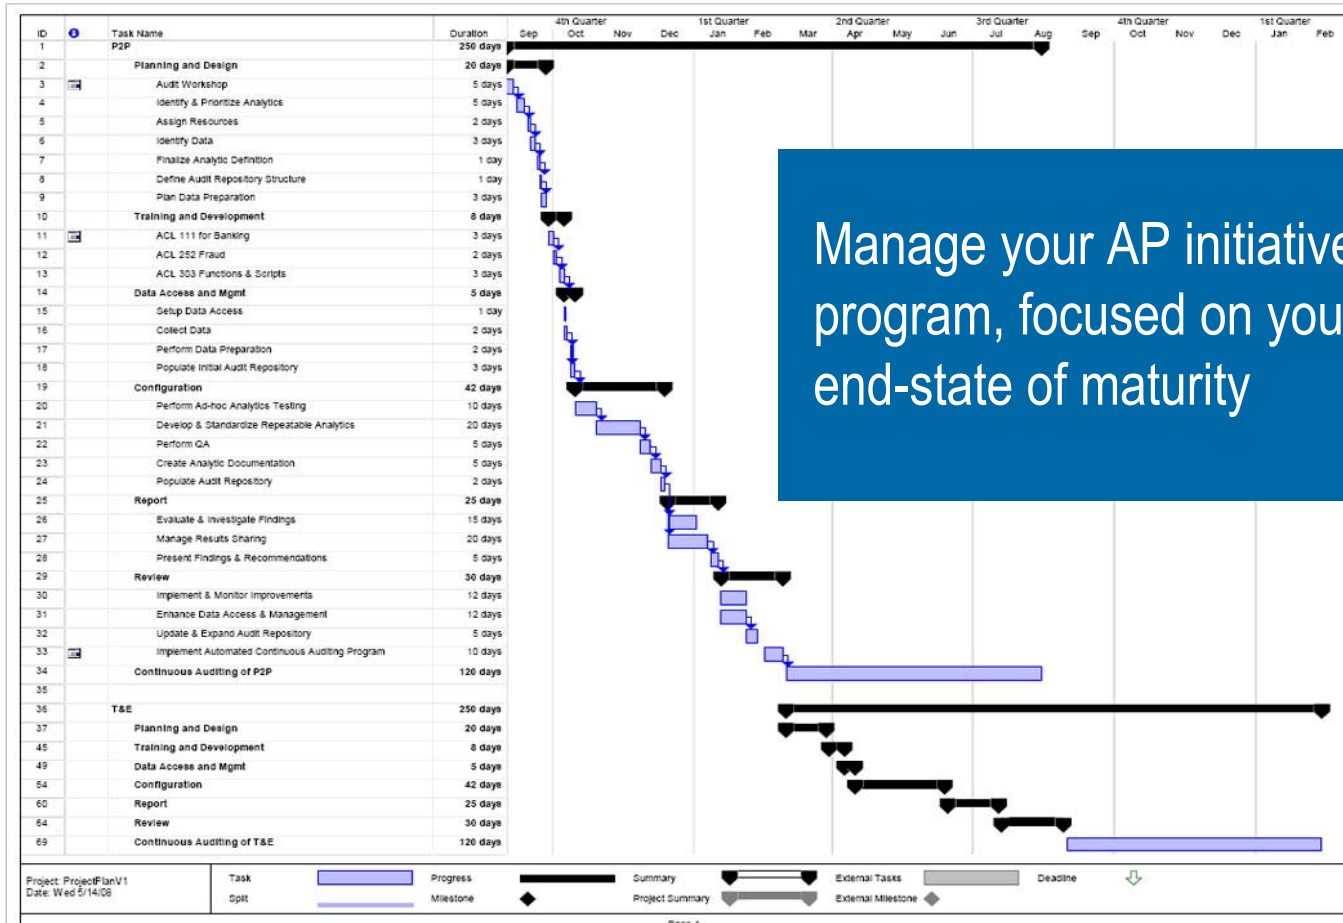 4th Quarter 1st Quarter 2nd Quarter 3rd Quarter 4th Quarter 1st Quarter
ID Task Name Duration Sep Oct Nov Dec Jan Feb Mar Apr May Jun Jul Aug Sep Oct Nov Dec Jan Feb
1 P2P 250 days
2 Planning and Design 20 days
3 Audit Workshop 5 days
4 Identify & Prioritize Analytics 5 days
5 Assign Resources 2 days
6 Identify Data 3 days
7 Finalize Analytic Definition 1 day
8 Define Audit Repository Structure 1 day
9 Plan Data Preparation 3 days
10 Training and Development 8 days
11 ACL 111 for Banking 3 days
12 ACL 252 Fraud 2 days
13 ACL 303 Functions & Scripts 3 days
14 Data Access and Mgmt 5 days
15 Setup Data Access 1 day
16 Collect Data 2 days
17 Perform Data Preparation 2 days
18 Populate Initial Audit Repository 3 days
19 Configuration 42 days
20 Perform Ad-hoc Analytics Testing 10 days
21 Develop & Standardize Repeatable Analytics 20 days
22 Perform QA 5 days
23 Create Analytic Documentation 5 days
24 Populate Audit Repository 2 days
25 Report 25 days
26 Evaluate & Investigate Findings 15 days
27 Manage Results Sharing 20 days
28 Present Findings & Recommendations 5 days
29 Review 30 days
30 Implement & Monitor Improvements 12 days
31 Enhance Data Access & Management 12 days
32 Update & Expand Audit Repository 5 days
33 Implement Automated Continuous Auditing Program 10 days
34 Continuous Auditing of P2P 120 days
35
36 T&E 250 days
37 Planning and Design 20 days
45 Training and Development 8 days
49 Data Access and Mgmt 5 days
54 Configuration 42 days
60 Report 25 days
64 Review 30 days
69 Continuous Auditing of T&E 120 days
Manage your AP initiative
program, focused on you
end-state of maturity
Project: ProjectPlanV1
Date: Wed 5/14/08
Task Progress Summary External Tasks Deadline
Split Milestone Project Summary External Milestone